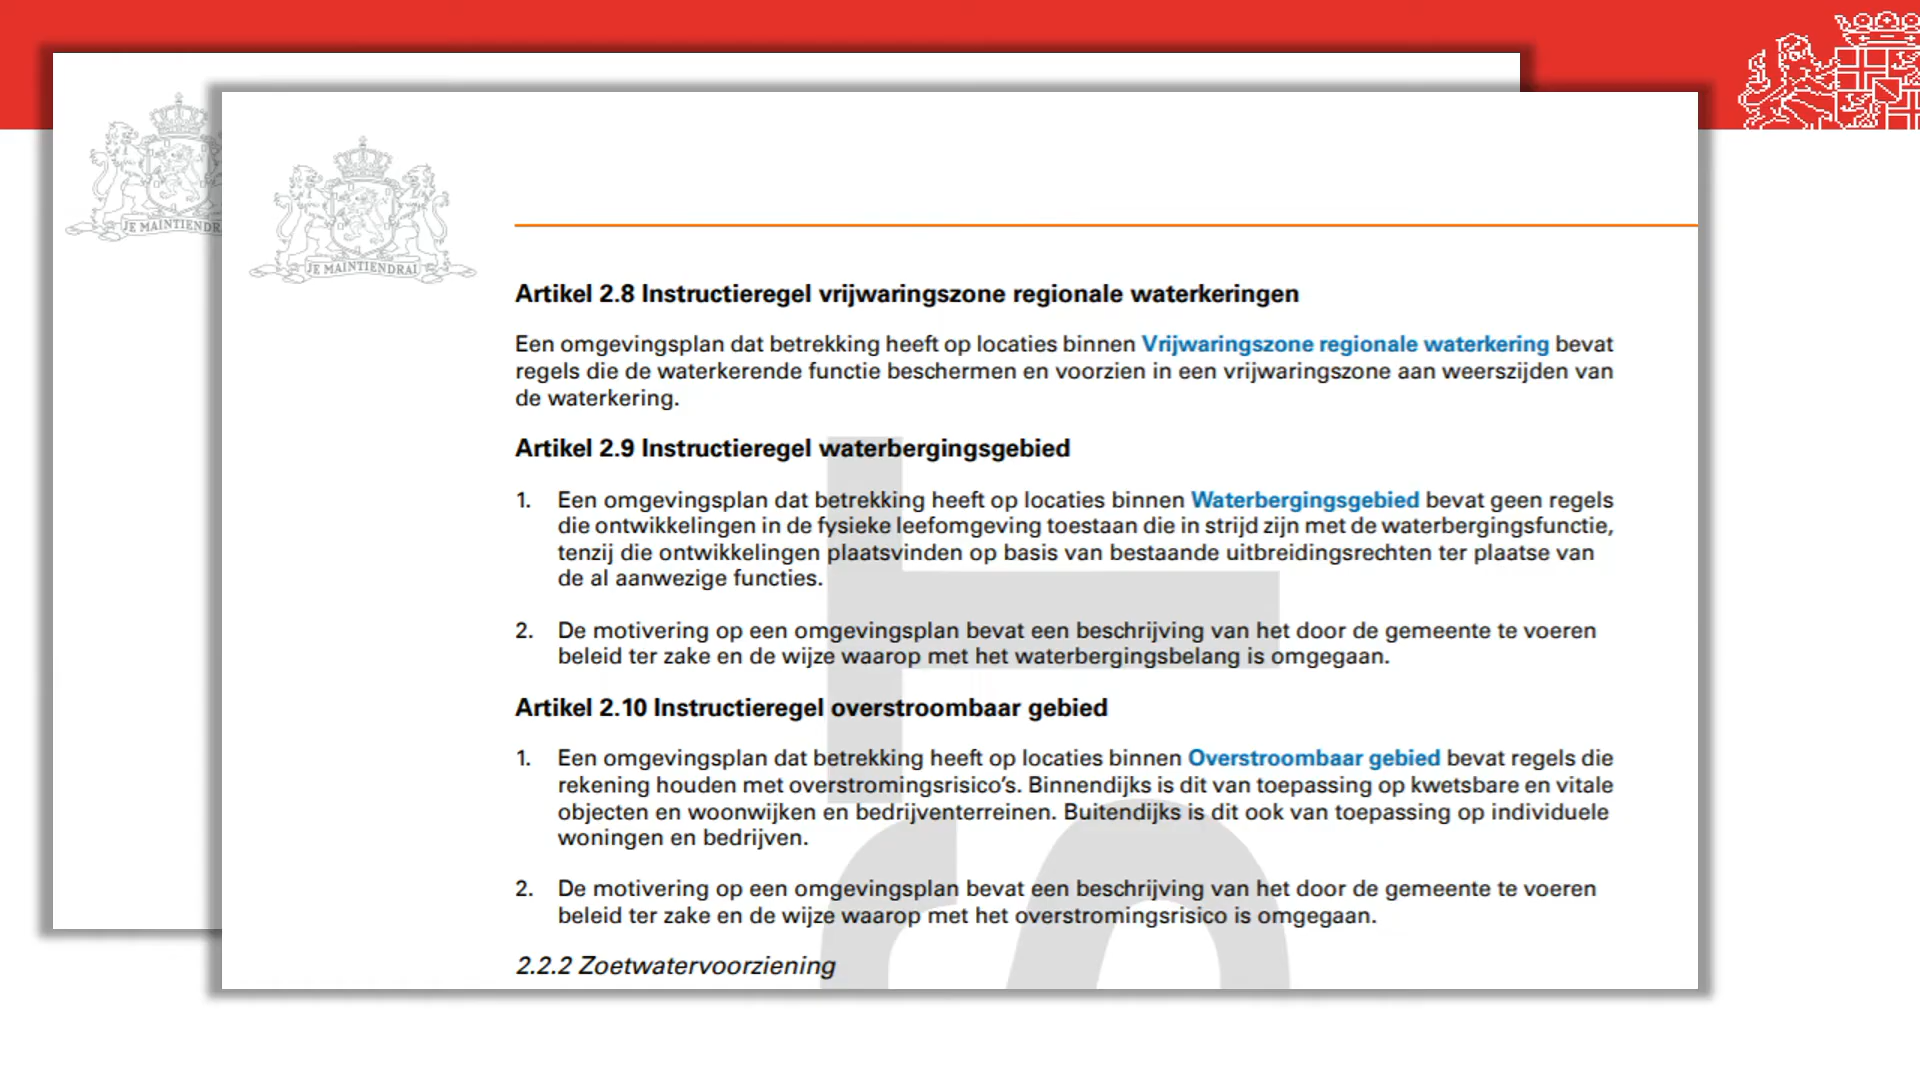 JE MAINTIENDRA
JE MAINTIENDRAI
Artikel 2.8 Instructieregel vrijwaringszone regionale waterkeringen
Een omgevingsplan dat betrekking heeft op locaties binnen Vrijwaringszone regionale waterkering bevat
regels die de waterkerende functie beschermen en voorzien in een vrijwaringszone aan weerszijden van
de waterkering.
Artikel 2.9 Instructieregel waterbergingsgebied
1. Een omgevingsplan dat betrekking heeft op locaties binnen Waterbergingsgebied bevat geen regels
die ontwikkelingen in de fysieke leefomgeving toestaan die in strijd zijn met de waterbergingsfunctie,
tenzij die ontwikkelingen plaatsvinden op basis van bestaande uitbreidingsrechten ter plaatse van
de al aanwezige functies.
2. De motivering op een omgevingsplan bevat een beschrijving van het door de gemeente te voeren
beleid ter zake en de wijze waarop met het waterbergingsbelang is omgegaan.
Artikel 2.10 Instructieregel overstroombaar gebied
1. Een omgevingsplan dat betrekking heeft op locaties binnen Overstroombaar gebied bevat regels die
rekening houden met overstromingsrisico’s. Binnendijks is dit van toepassing op kwetsbare en vitale
objecten en woonwijken en bedrijventerreinen. Buitendijks is dit ook van toepassing op individuele
woningen en bedrijven.
2. De motivering op een omgevingsplan bevat een beschrijving van het door de gemeente te voeren
beleid ter zake en de wijze waarop met het overstromingsrisico is omgegaan.
2.2.2 Zoetwatervoorziening